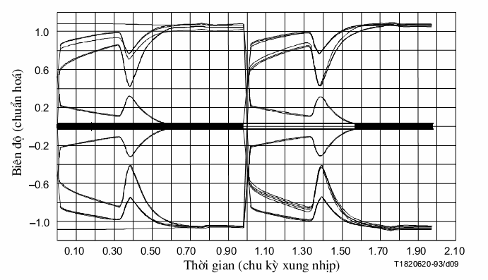 Biên độ (chuẩn hoá)
1.0
0.6
0.2
−0.2
−0.6
−1.0
0.10 0.30 0.50 0.70 0.90 1.10 1.30 1.50 1.70 1.90 2.10
Thời gian (chu kỳ xung nhịp)
T1820620-93/d09